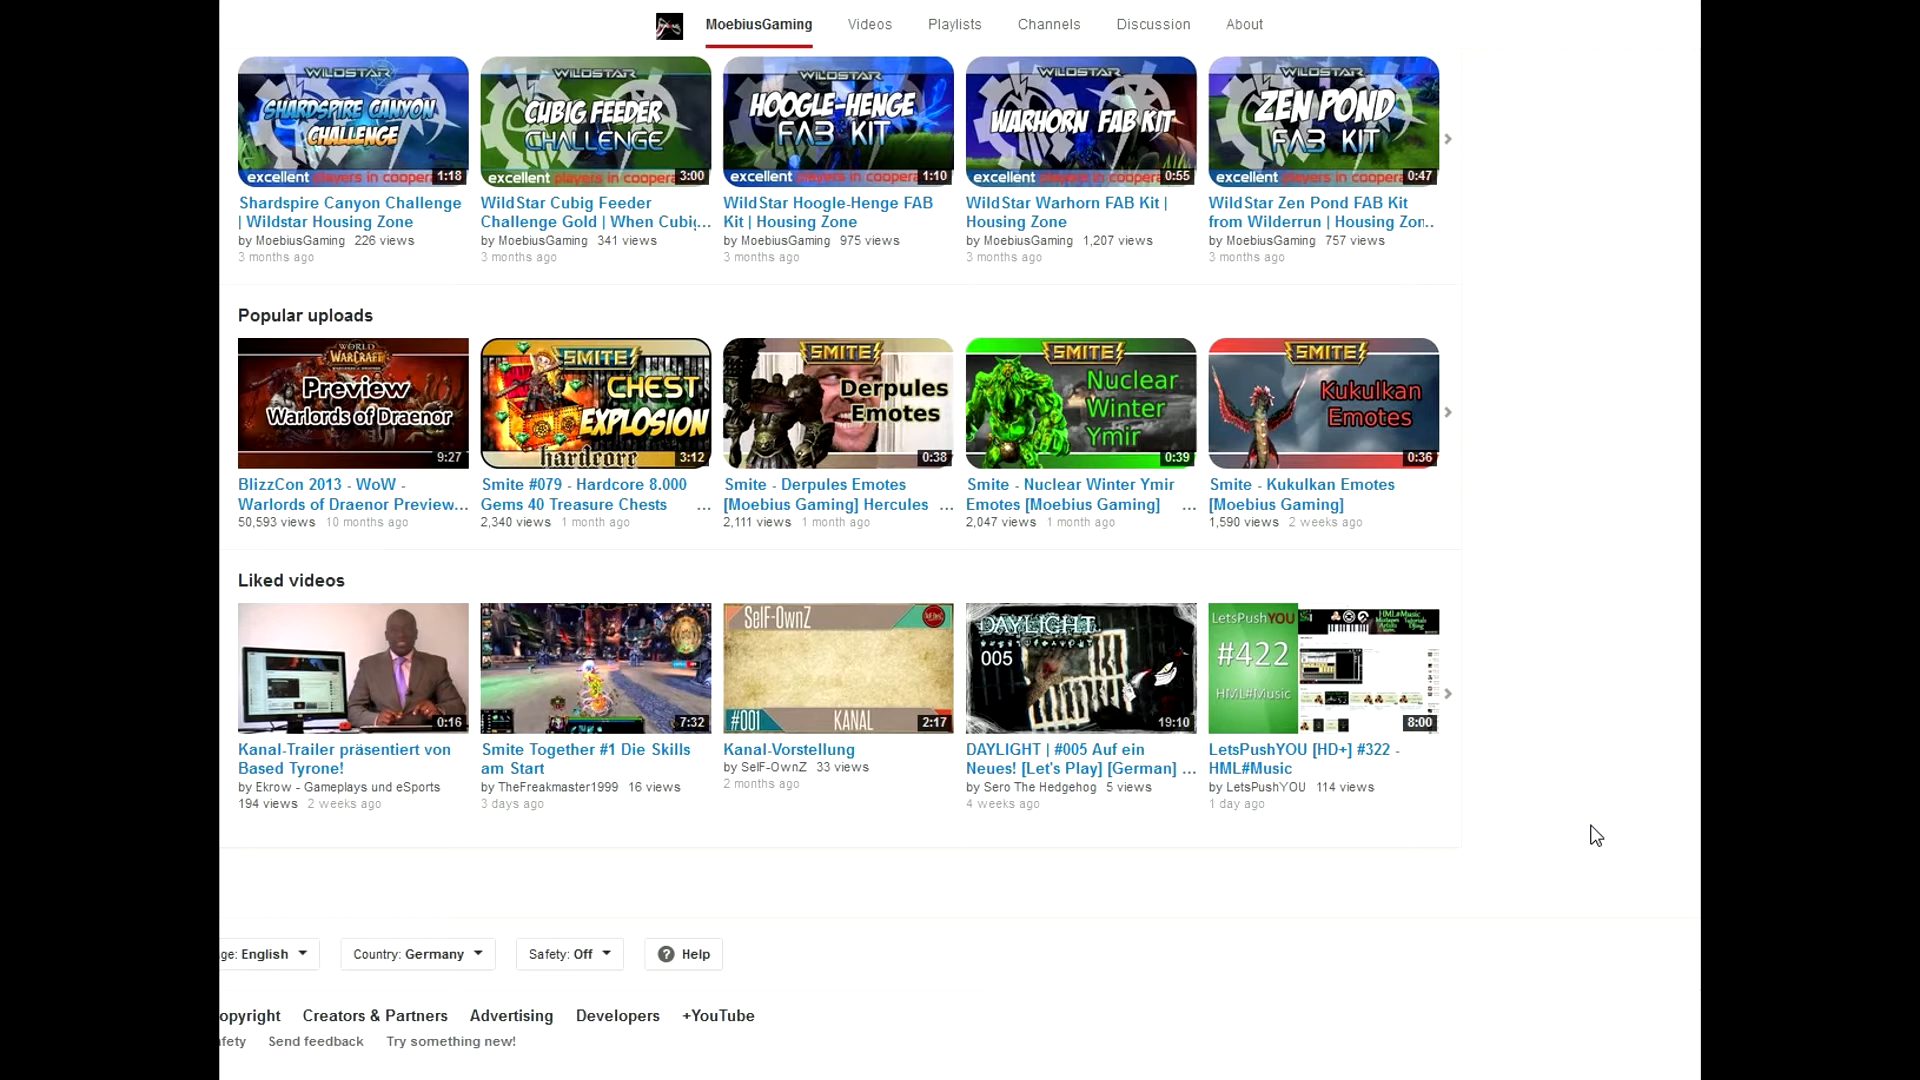 MoebiusGaming Videos Playlists Channels Discussion About
WILDSTAR WILDSTAR WILDSTAR WILDSTAR WILDSTAR
SHARDSPIRE CANYON CHALLENGE
CUBIG FEEDER CHALLENGE
HOOGLE-HENGE FAB KIT
WARHORN FAB KIT
ZEN POND FAB KIT
excellent players in coopera 1:18
excellent players in coopera 3:00
excellent players in coopera 1:10
excellent players in coopera 0:55
excellent players in coopera 0:47
Shardspire Canyon Challenge
| Wildstar Housing Zone
by MoebiusGaming 226 views
3 months ago
WildStar Cubig Feeder
Challenge Gold | When Cubig...
by MoebiusGaming 341 views
3 months ago
WildStar Hoogle-Henge FAB
Kit | Housing Zone
by MoebiusGaming 975 views
3 months ago
WildStar Warhorn FAB Kit |
Housing Zone
by MoebiusGaming 1,207 views
3 months ago
WildStar Zen Pond FAB Kit
from Wilderrun | Housing Zon...
by MoebiusGaming 757 views
3 months ago
Popular uploads
WORLD
WARCRAFT
Preview
Warlords of Draenor
9:27
SMITE
CHEST
EXPLOSION
hardcore 3:12
SMITE
Derpules
Emotes
0:38
SMITE
Nuclear
Winter
Ymir
0:39
SMITE
Kukulkan
Emotes
0:36
BlizzCon 2013 - WoW -
Warlords of Draenor Preview...
50,593 views 10 months ago
Smite #079 - Hardcore 8.000
Gems 40 Treasure Chests ...
2,340 views 1 month ago
Smite - Derpules Emotes
[Moebius Gaming] Hercules ...
2,111 views 1 month ago
Smite - Nuclear Winter Ymir
Emotes [Moebius Gaming] ...
2,047 views 1 month ago
Smite - Kukulkan Emotes
[Moebius Gaming]
1,590 views 2 weeks ago
Liked videos
0:16
7:32
SelF-OwnZ
#001 KANAL 2:17
DAYLIGHT
005
19:10
LetsPushYOU
#422
HML#Music
8:00
Kanal-Trailer präsentiert von
Based Tyrone!
by Ekrow - Gameplays und eSports
194 views 2 weeks ago
Smite Together #1 Die Skills
am Start
by TheFreakmaster1999 16 views
3 days ago
Kanal-Vorstellung
by SelF-OwnZ 33 views
2 months ago
DAYLIGHT | #005 Auf ein
Neues! [Let's Play] [German] ...
by Sero The Hedgehog 5 views
4 weeks ago
LetsPushYOU [HD+] #322 -
HML#Music
by LetsPushYOU 114 views
1 day ago
ge: English Country: Germany Safety: Off Help
opyright Creators & Partners Advertising Developers +YouTube
afety Send feedback Try something new!